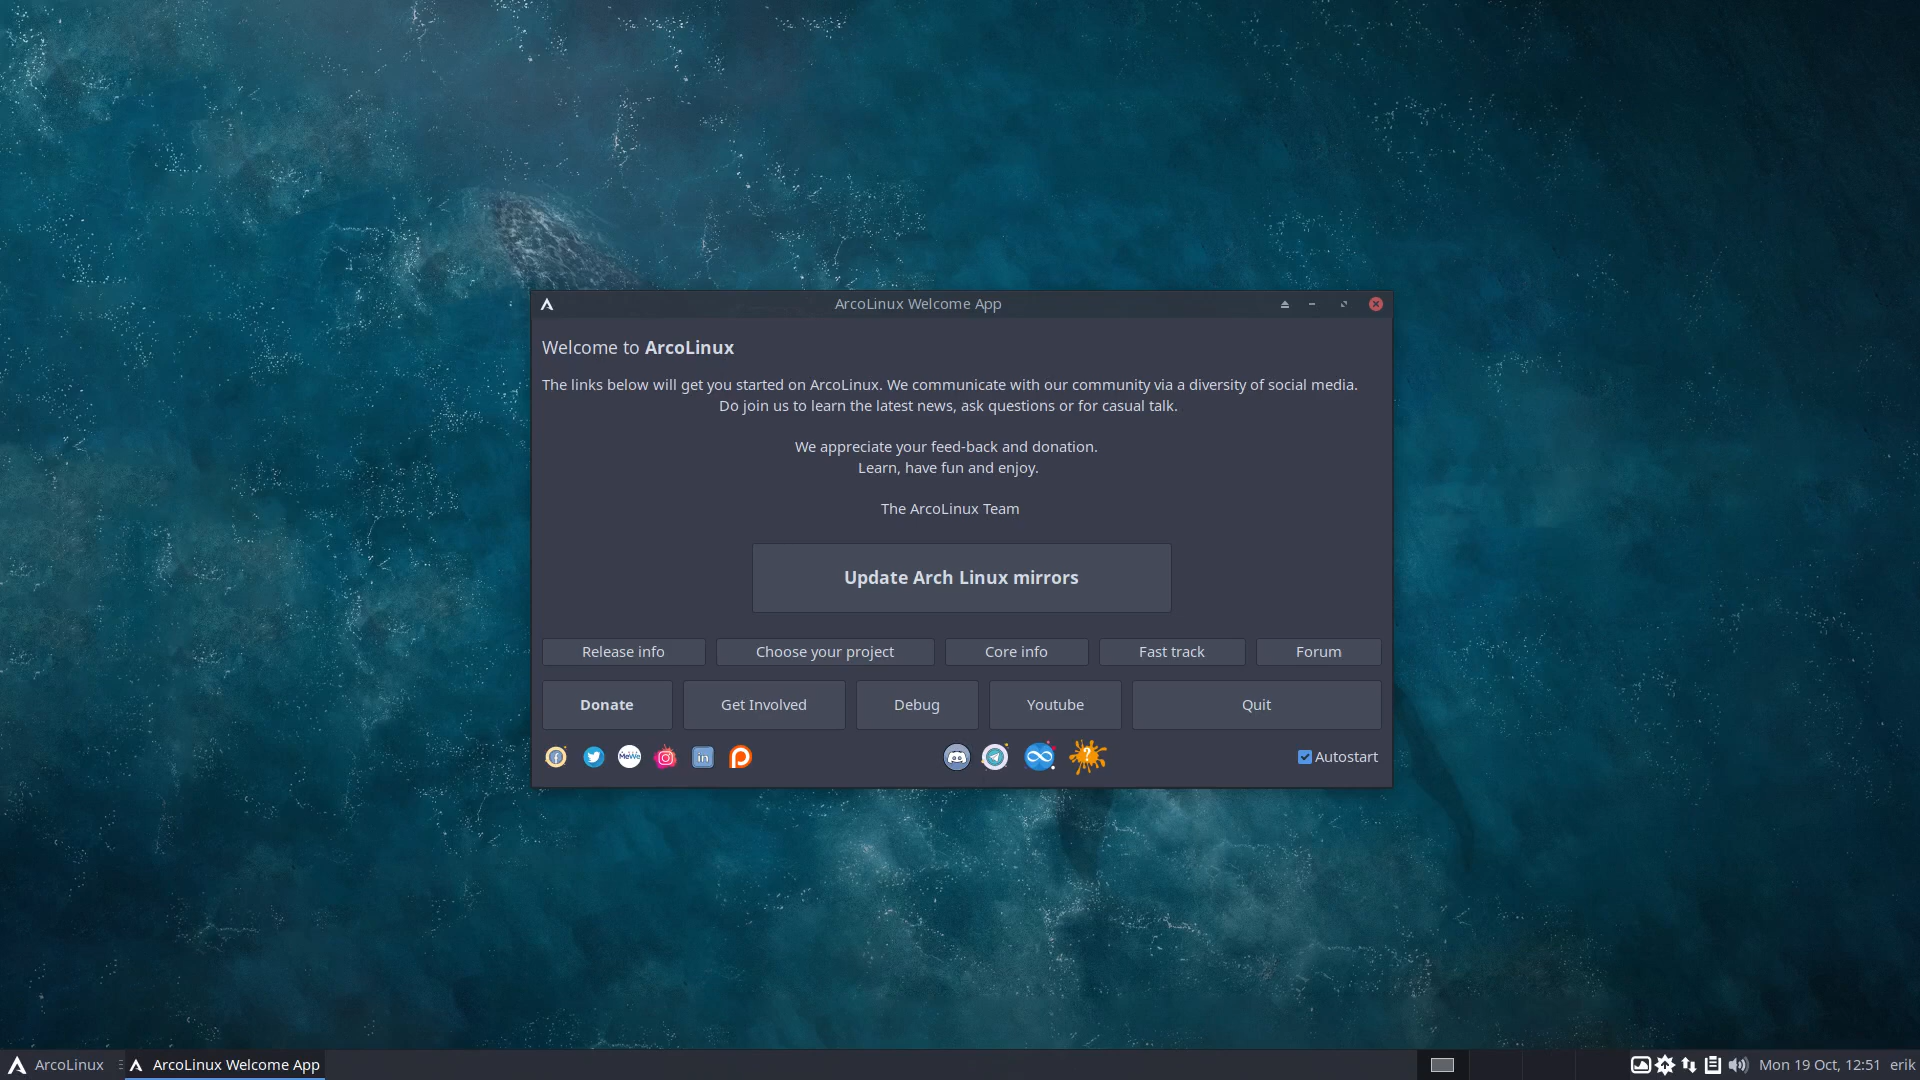 ArcoLinux Welcome App
Welcome to ArcoLinux
The links below will get you started on ArcoLinux. We communicate with our community via a diversity of social media.
Do join us to learn the latest news, ask questions or for casual talk.
We appreciate your feed-back and donation.
Learn, have fun and enjoy.
The ArcoLinux Team
Update Arch Linux mirrors
Release info Choose your project Core info Fast track Forum
Donate Get Involved Debug Youtube Quit
MeWe in ? Autostart
ArcoLinux ArcoLinux Welcome App Mon 19 Oct, 12:51 erik